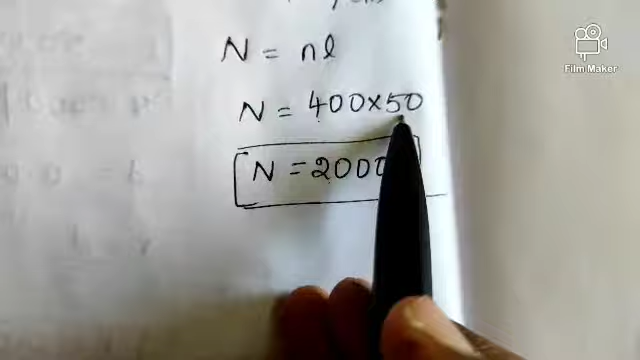 N = nl
N = 400×50
N = 2000
Film Maker